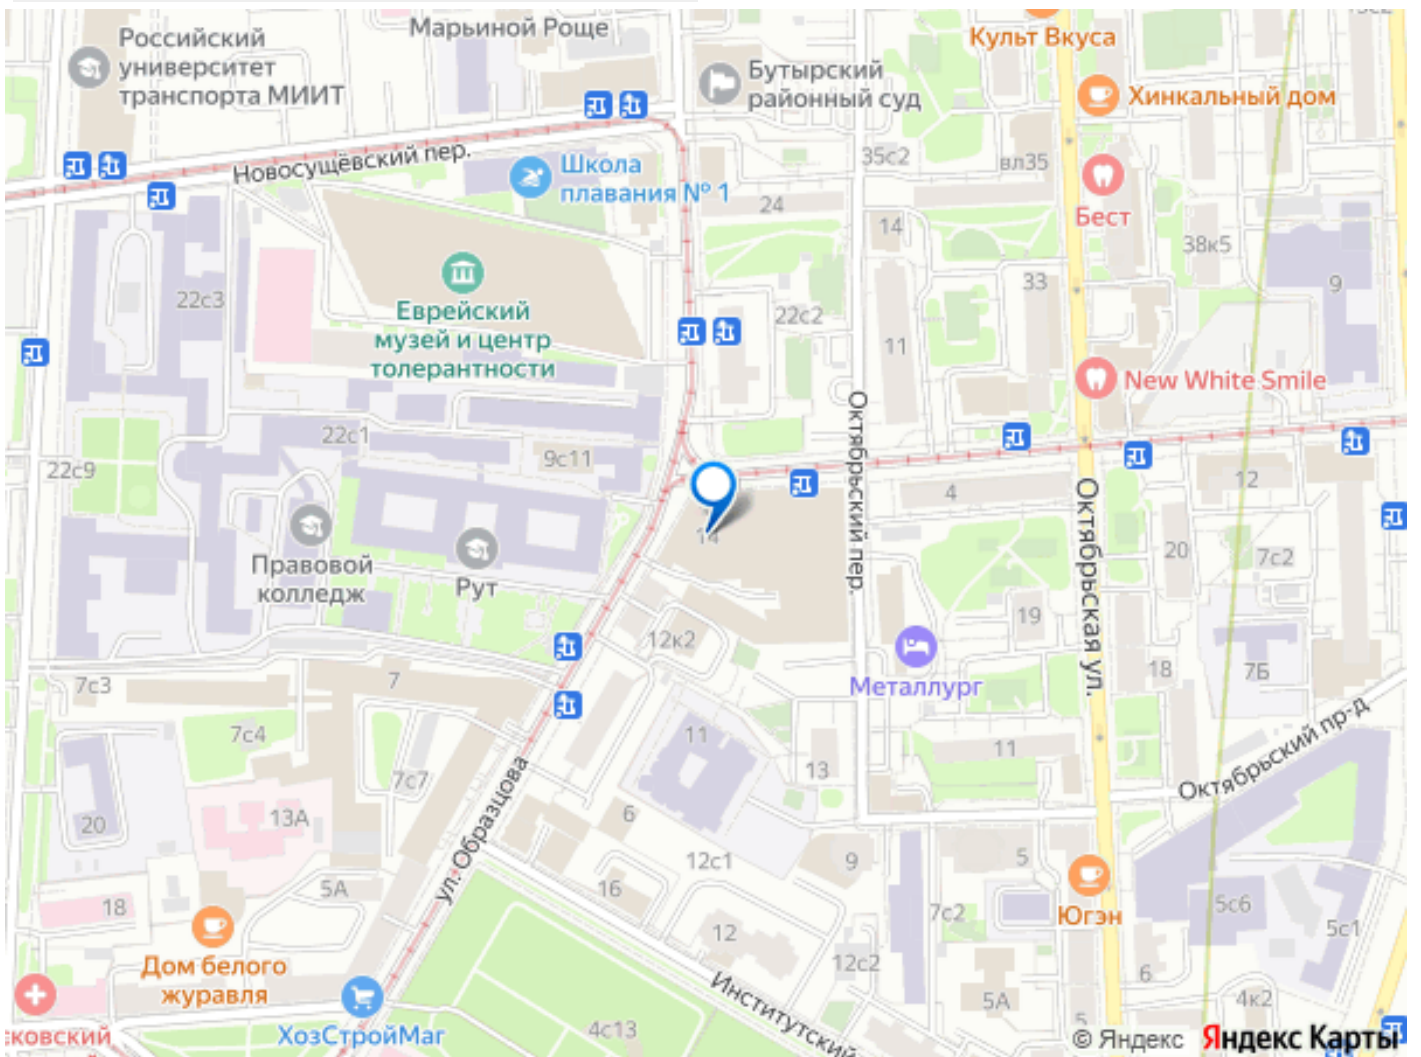 Марьиной Роще
Российский
университет
транспорта МИИТ
Культ Вкуса
Бутырский
районный суд
Хинкальный дом
Новосущёвский пер.
Школа
плавания № 1
35с2
вл35
Бест
24
14
38к5
22с3
33
9
Еврейский
музей и центр
толерантности
22с2
11
New White Smile
Октябрьский пер.
22с1
9с11
22с9
4
12
Октябрьская ул.
14
20
7с2
Правовой
колледж
Рут
19
12к2
Металлург
18
7Б
7с3
7
7с4
11
11
13
Октябрьский пр-д
7с7
ул. Образцова
13А
20
6
12с1
9
5
16
5А
18
7с2
Югэн
5с6
5с1
12
Дом белого
журавля
12с2
6
Институтский
5А
4к2
ековский
ХозСтройМаг
4с13
5
© Яндекс
Яндекс Карты